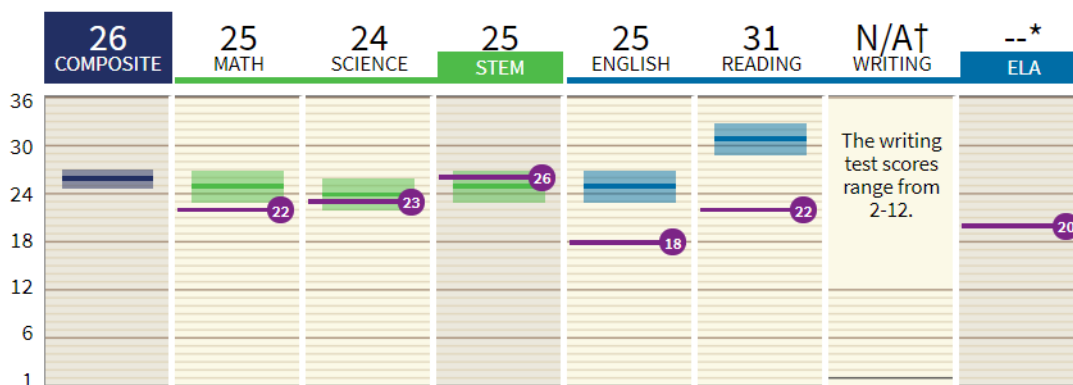 26 25 24 25 25 31 N/A† --*
COMPOSITE MATH SCIENCE STEM ENGLISH READING WRITING ELA
36
30
24
18
12
6
1
22
23
26
18
22
The writing
test scores
range from
2-12.
20